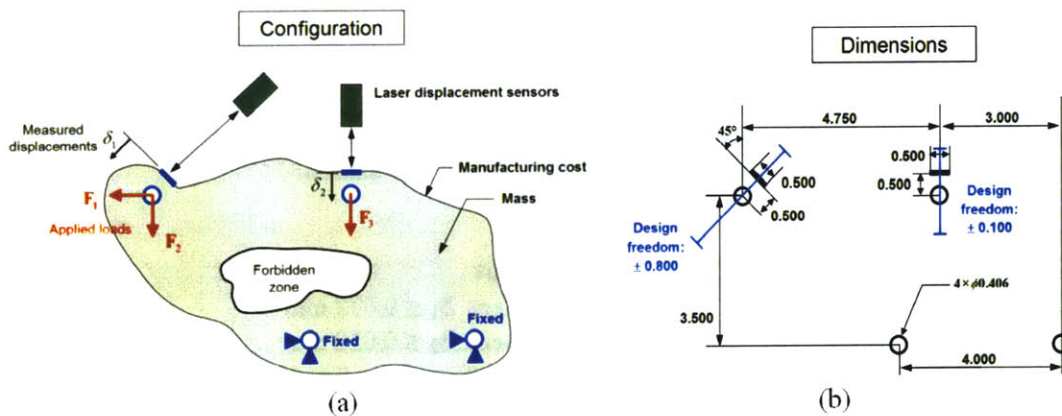 Configuration
Laser displacement sensors
Measured
displacements
δ₁
δ₂
Manufacturing cost
Mass
F₁
Applied loads
F₂
F₃
Forbidden
zone
Fixed
Fixed
(a)
Dimensions
4.750
3.000
45°
0.500
0.500
0.500
0.500
Design
freedom:
± 0.800
Design
freedom:
± 0.100
4×ϕ0.406
3.500
4.000
(b)